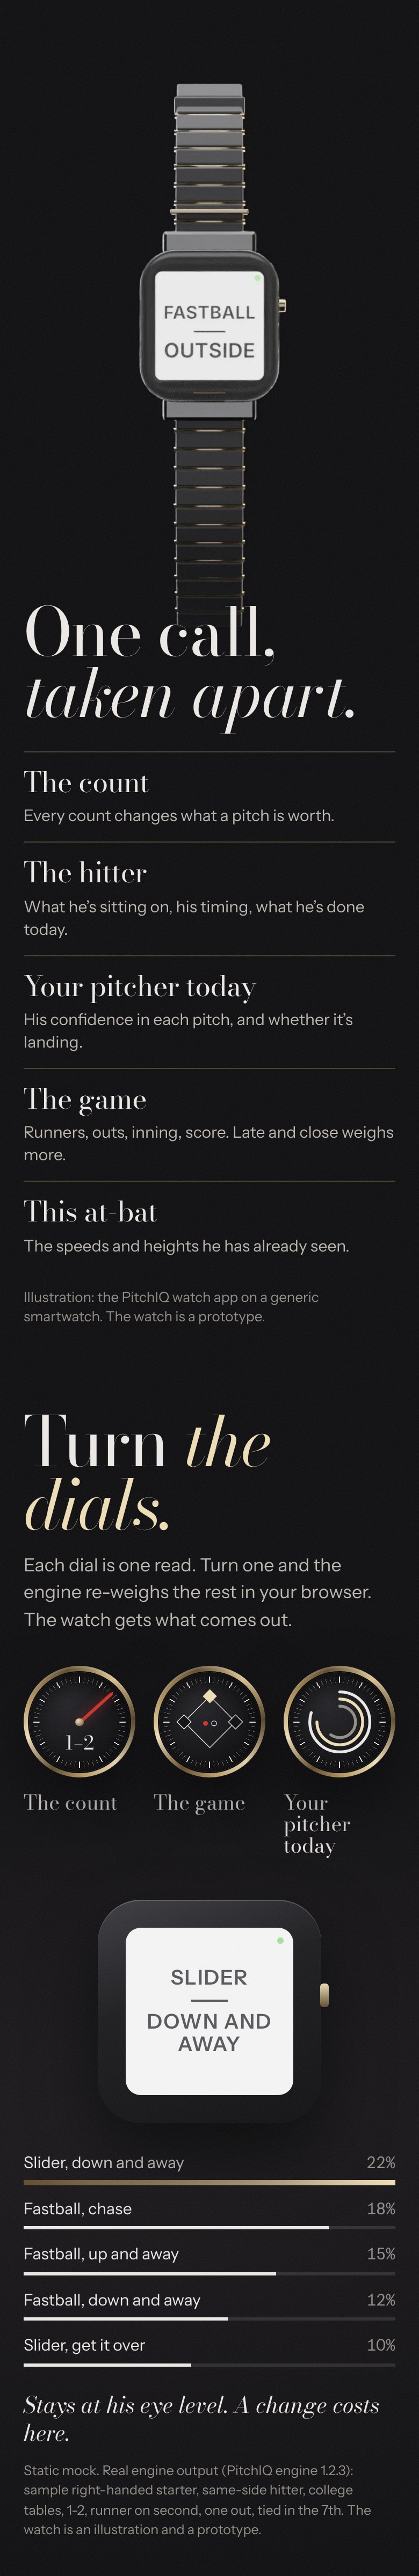 FASTBALL
OUTSIDE
One call,
taken apart.
The count
Every count changes what a pitch is worth.
The hitter
What he’s sitting on, his timing, what he’s done
today.
Your pitcher today
His confidence in each pitch, and whether it’s
landing.
The game
Runners, outs, inning, score. Late and close weighs
more.
This at-bat
The speeds and heights he has already seen.
Illustration: the PitchIQ watch app on a generic
smartwatch. The watch is a prototype.
Turn the
dials.
Each dial is one read. Turn one and the
engine re-weighs the rest in your browser.
The watch gets what comes out.
1–2
The count
The game
Your
pitcher
today
SLIDER
DOWN AND
AWAY
Slider, down and away 22%
Fastball, chase 18%
Fastball, up and away 15%
Fastball, down and away 12%
Slider, get it over 10%
Stays at his eye level. A change costs
here.
Static mock. Real engine output (PitchIQ engine 1.2.3):
sample right-handed starter, same-side hitter, college
tables, 1-2, runner on second, one out, tied in the 7th. The
watch is an illustration and a prototype.